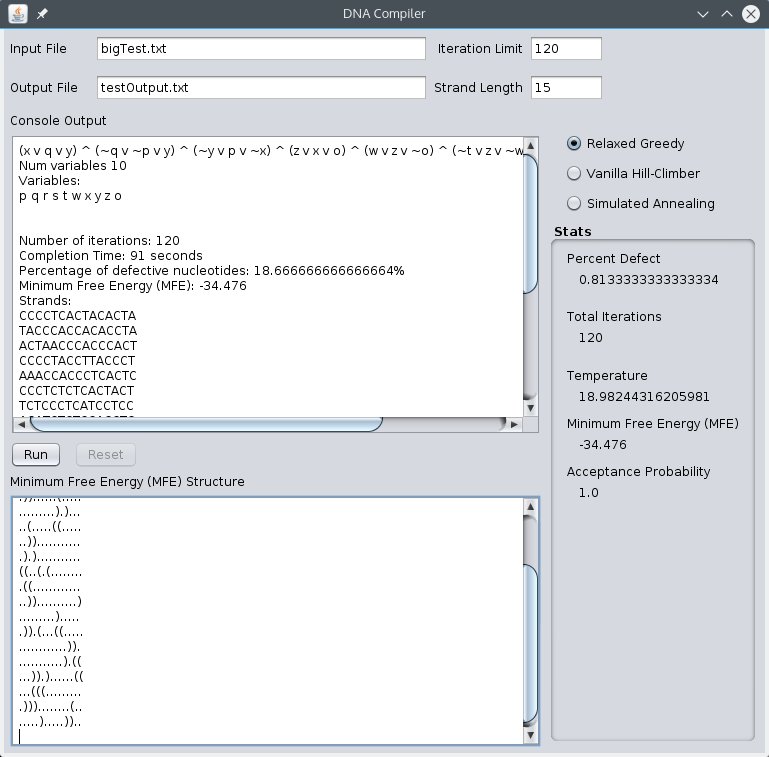 DNA Compiler
Input File bigTest.txt Iteration Limit 120
Output File testOutput.txt Strand Length 15
Console Output
(x v q v y) ^ (~q v ~p v y) ^ (~y v p v ~x) ^ (z v x v o) ^ (w v z v ~o) ^ (~t v z v ~w
Num variables 10
Variables:
p q r s t w x y z o
Number of iterations: 120
Completion Time: 91 seconds
Percentage of defective nucleotides: 18.666666666666664%
Minimum Free Energy (MFE): -34.476
Strands:
CCCCTCACTACACTA
TACCCACCACACCTA
ACTAACCCACCCACT
CCCCTACCTTACCCT
AAACCACCCTCACTC
CCCTCTCTCACTACT
TCTCCCTCATCCTCC
Relaxed Greedy
Vanilla Hill-Climber
Simulated Annealing
Stats
Percent Defect
0.8133333333333334
Total Iterations
120
Temperature
18.98244316205981
Minimum Free Energy (MFE)
-34.476
Acceptance Probability
1.0
Run Reset
Minimum Free Energy (MFE) Structure
.))......(.....
.........).)...
..(.....((.....
..))...........
.).)...........
((..(.(........
.((............
..))..........)
.........).....
.)).(...((.....
............)).
...........).((
...)).)......((
...(((.........
.)))........(..
.....).....))..